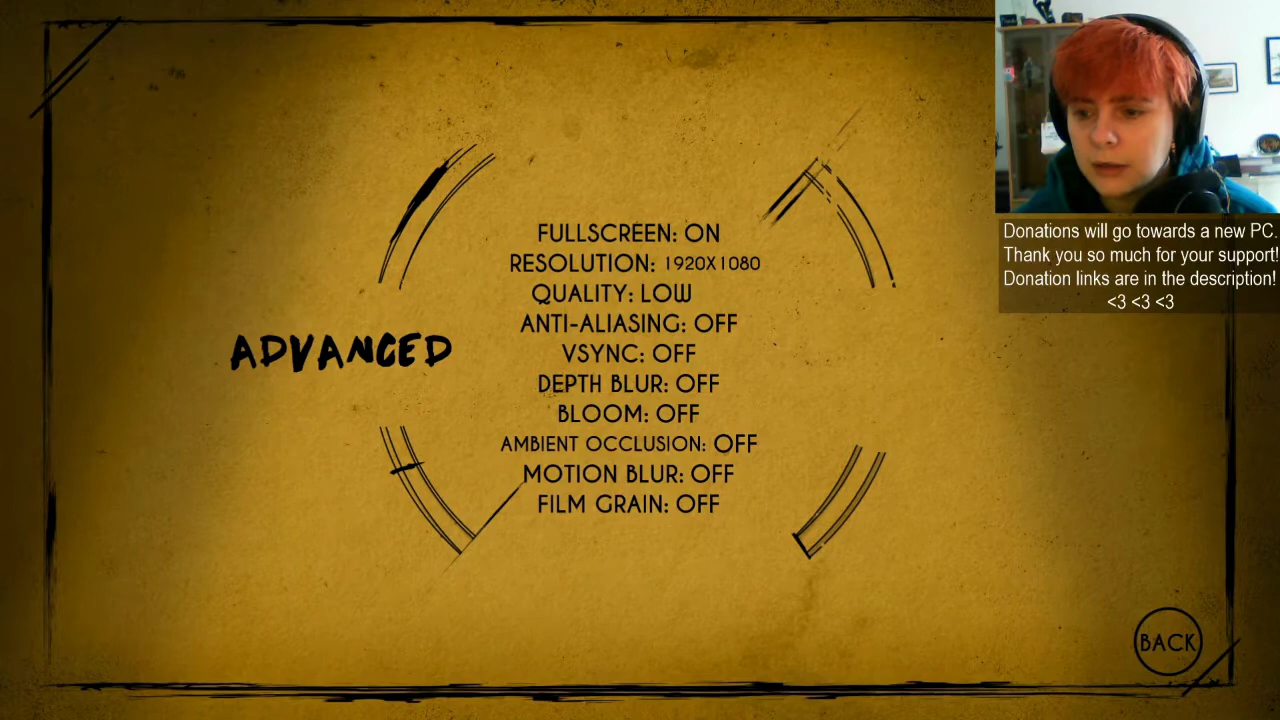 ADVANCED
FULLSCREEN: ON
RESOLUTION: 1920X1080
QUALITY: LOW
ANTI-ALIASING: OFF
VSYNC: OFF
DEPTH BLUR: OFF
BLOOM: OFF
AMBIENT OCCLUSION: OFF
MOTION BLUR: OFF
FILM GRAIN: OFF
BACK
Donations will go towards a new PC.
Thank you so much for your support!
Donation links are in the description!
<3 <3 <3